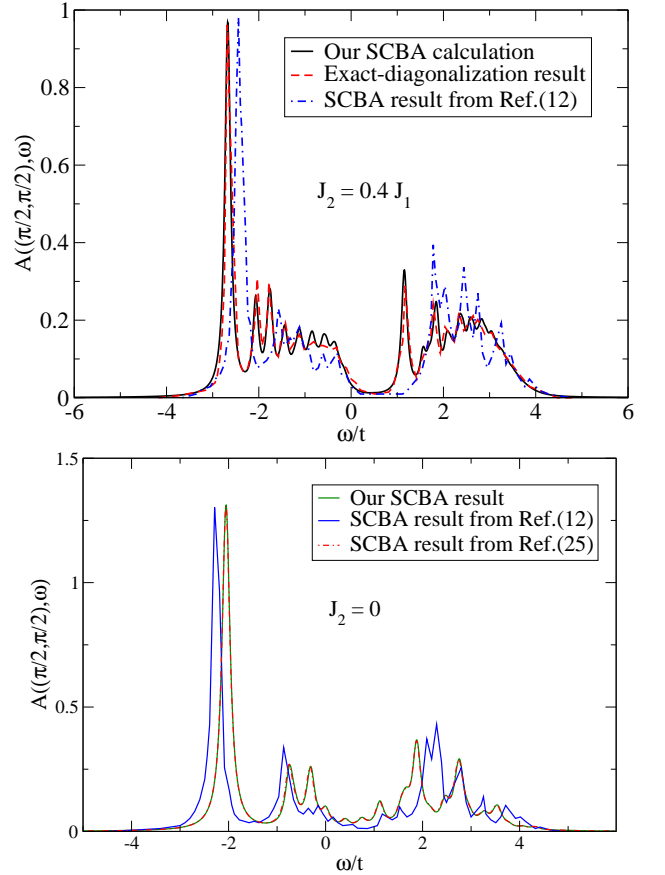 1
0.8
0.6
0.4
0.2
0
A((π/2,π/2),ω)
Our SCBA calculation
Exact-diagonalization result
SCBA result from Ref.(12)
J2 = 0.4 J1
-6 -4 -2 0 2 4 6
ω/t
1.5
1
0.5
0
A((π/2,π/2),ω)
Our SCBA result
SCBA result from Ref.(12)
SCBA result from Ref.(25)
J2 = 0
-4 -2 0 2 4
ω/t